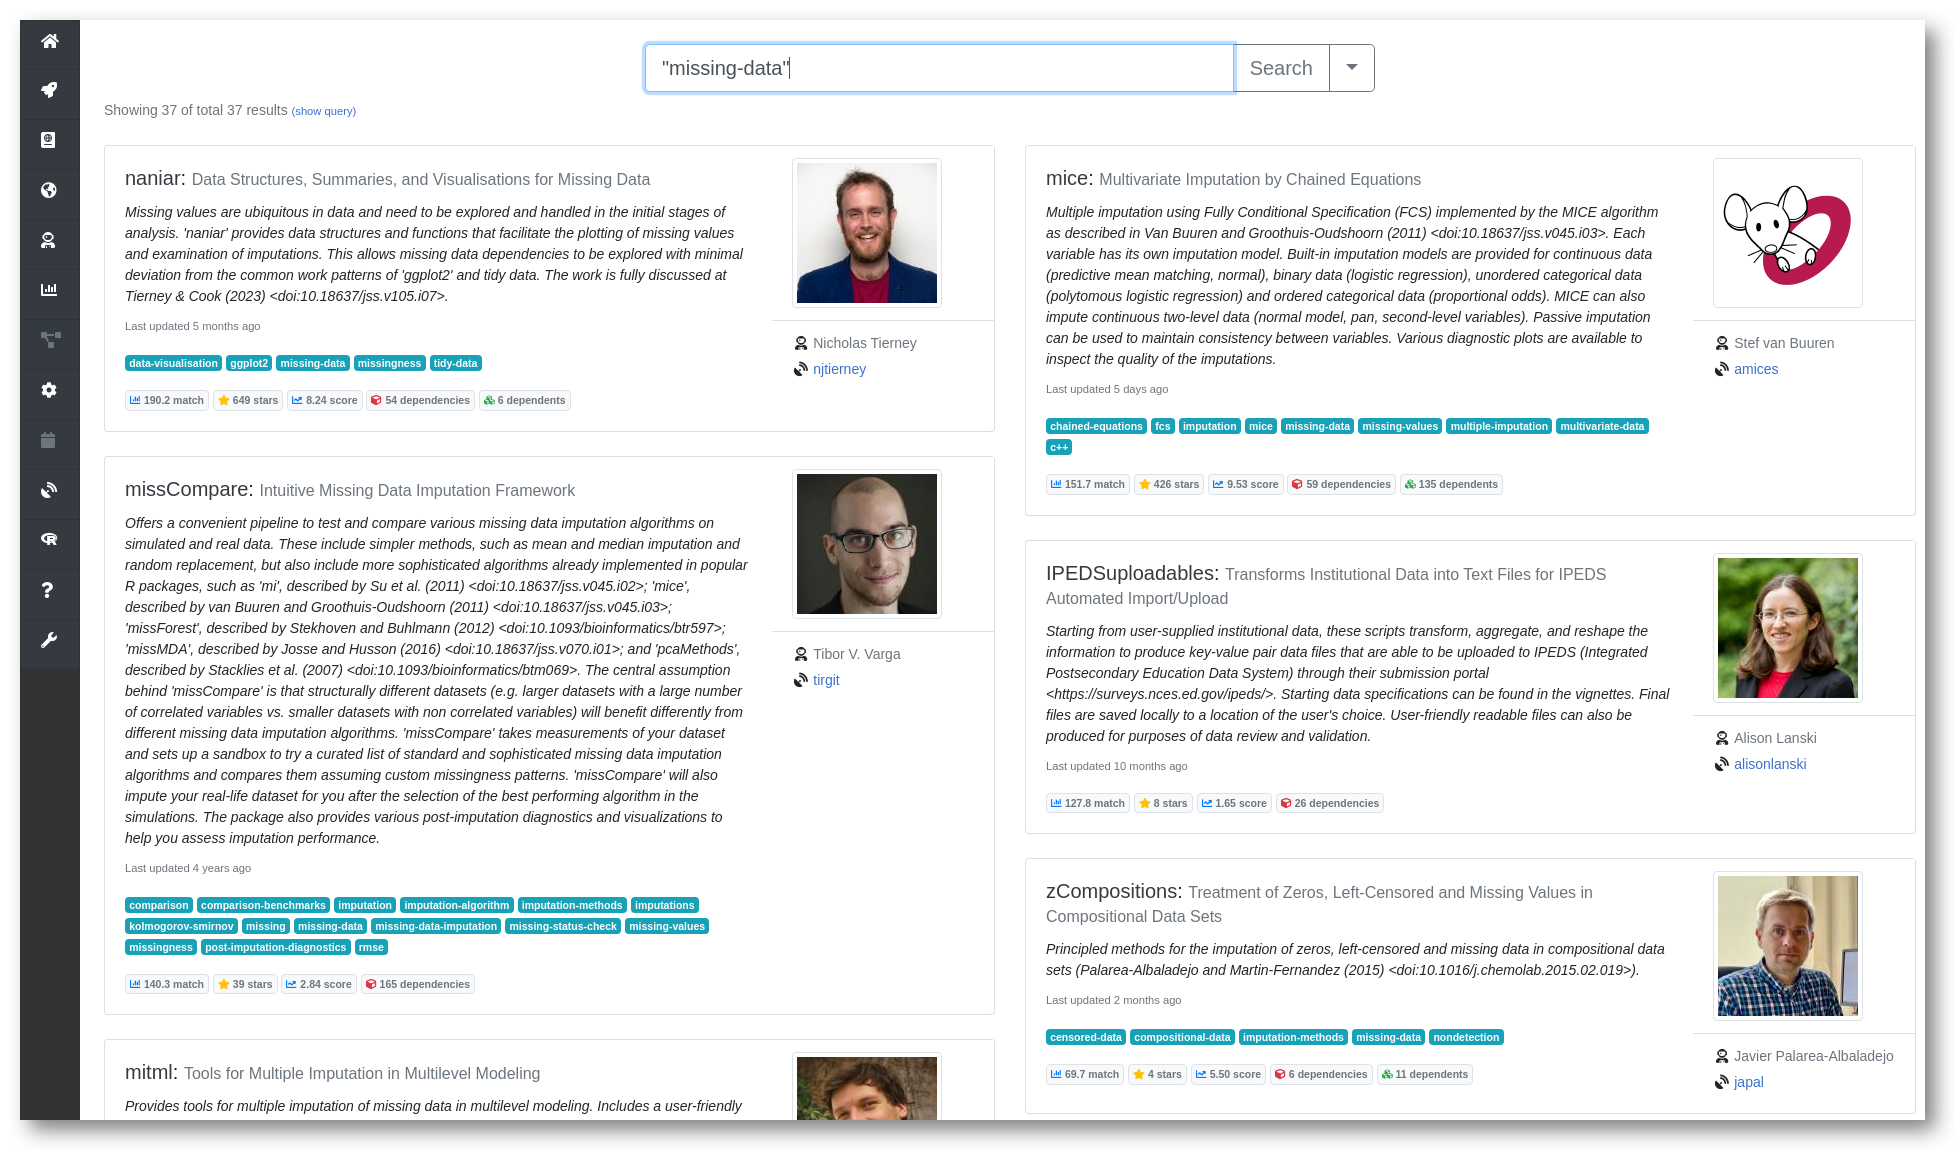 "missing-data"
Search
Showing 37 of total 37 results (show query)
naniar: Data Structures, Summaries, and Visualisations for Missing Data
Missing values are ubiquitous in data and need to be explored and handled in the initial stages of
analysis. 'naniar' provides data structures and functions that facilitate the plotting of missing values
and examination of imputations. This allows missing data dependencies to be explored with minimal
deviation from the common work patterns of 'ggplot2' and tidy data. The work is fully discussed at
Tierney & Cook (2023) <doi:10.18637/jss.v105.i07>.
Last updated 5 months ago
data-visualisation ggplot2 missing-data missingness tidy-data
190.2 match 649 stars 8.24 score 54 dependencies 6 dependents
Nicholas Tierney
njtierney
missCompare: Intuitive Missing Data Imputation Framework
Offers a convenient pipeline to test and compare various missing data imputation algorithms on
simulated and real data. These include simpler methods, such as mean and median imputation and
random replacement, but also include more sophisticated algorithms already implemented in popular
R packages, such as 'mi', described by Su et al. (2011) <doi:10.18637/jss.v045.i02>; 'mice',
described by van Buuren and Groothuis-Oudshoorn (2011) <doi:10.18637/jss.v045.i03>;
'missForest', described by Stekhoven and Buhlmann (2012) <doi:10.1093/bioinformatics/btr597>;
'missMDA', described by Josse and Husson (2016) <doi:10.18637/jss.v070.i01>; and 'pcaMethods',
described by Stacklies et al. (2007) <doi:10.1093/bioinformatics/btm069>. The central assumption
behind 'missCompare' is that structurally different datasets (e.g. larger datasets with a large number
of correlated variables vs. smaller datasets with non correlated variables) will benefit differently from
different missing data imputation algorithms. 'missCompare' takes measurements of your dataset
and sets up a sandbox to try a curated list of standard and sophisticated missing data imputation
algorithms and compares them assuming custom missingness patterns. 'missCompare' will also
impute your real-life dataset for you after the selection of the best performing algorithm in the
simulations. The package also provides various post-imputation diagnostics and visualizations to
help you assess imputation performance.
Last updated 4 years ago
comparison comparison-benchmarks imputation imputation-algorithm imputation-methods imputations
kolmogorov-smirnov missing missing-data missing-data-imputation missing-status-check missing-values
missingness post-imputation-diagnostics rmse
140.3 match 39 stars 2.84 score 165 dependencies
Tibor V. Varga
tirgit
mitml: Tools for Multiple Imputation in Multilevel Modeling
Provides tools for multiple imputation of missing data in multilevel modeling. Includes a user-friendly
mice: Multivariate Imputation by Chained Equations
Multiple imputation using Fully Conditional Specification (FCS) implemented by the MICE algorithm
as described in Van Buuren and Groothuis-Oudshoorn (2011) <doi:10.18637/jss.v045.i03>. Each
variable has its own imputation model. Built-in imputation models are provided for continuous data
(predictive mean matching, normal), binary data (logistic regression), unordered categorical data
(polytomous logistic regression) and ordered categorical data (proportional odds). MICE can also
impute continuous two-level data (normal model, pan, second-level variables). Passive imputation
can be used to maintain consistency between variables. Various diagnostic plots are available to
inspect the quality of the imputations.
Last updated 5 days ago
chained-equations fcs imputation mice missing-data missing-values multiple-imputation multivariate-data
c++
151.7 match 426 stars 9.53 score 59 dependencies 135 dependents
Stef van Buuren
amices
IPEDSuploadables: Transforms Institutional Data into Text Files for IPEDS
Automated Import/Upload
Starting from user-supplied institutional data, these scripts transform, aggregate, and reshape the
information to produce key-value pair data files that are able to be uploaded to IPEDS (Integrated
Postsecondary Education Data System) through their submission portal
<https://surveys.nces.ed.gov/ipeds/>. Starting data specifications can be found in the vignettes. Final
files are saved locally to a location of the user's choice. User-friendly readable files can also be
produced for purposes of data review and validation.
Last updated 10 months ago
127.8 match 8 stars 1.65 score 26 dependencies
Alison Lanski
alisonlanski
zCompositions: Treatment of Zeros, Left-Censored and Missing Values in
Compositional Data Sets
Principled methods for the imputation of zeros, left-censored and missing data in compositional data
sets (Palarea-Albaladejo and Martin-Fernandez (2015) <doi:10.1016/j.chemolab.2015.02.019>).
Last updated 2 months ago
censored-data compositional-data imputation-methods missing-data nondetection
69.7 match 4 stars 5.50 score 6 dependencies 11 dependents
Javier Palarea-Albaladejo
japal